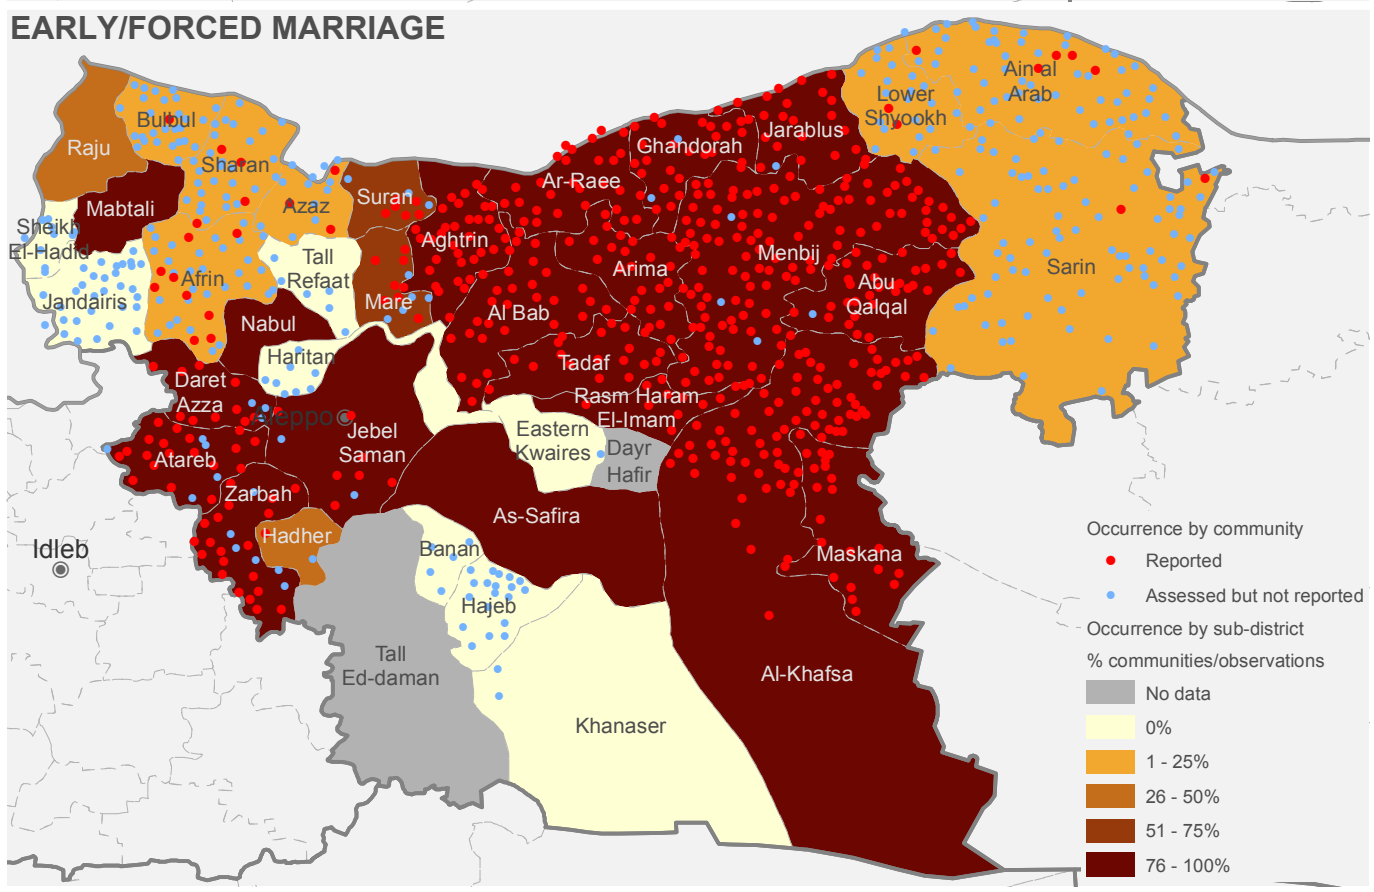 EARLY/FORCED MARRIAGE
Raju
Bulbul
Sharan
Mabtali
Sheikh
El-Hadid
Jandairis
Afrin
Azaz
Suran
Tall
Refaat
Mare
Aghtrin
Ar-Raee
Ghandorah
Jarablus
Lower
Shyookh
Ain al
Arab
Sarin
Menbij
Arima
Abu
Qalqal
Al Bab
Tadaf
Rasm Haram
El-Imam
Nabul
Haritan
Daret
Azza
Aleppo
Jebel
Saman
Atareb
Zarbah
Hadher
Eastern
Kwaires
Dayr
Hafir
As-Safira
Banan
Hajeb
Maskana
Idleb
Tall
Ed-daman
Khanaser
Al-Khafsa
Occurrence by community
Reported
Assessed but not reported
Occurrence by sub-district
% communities/observations
No data
0%
1 - 25%
26 - 50%
51 - 75%
76 - 100%